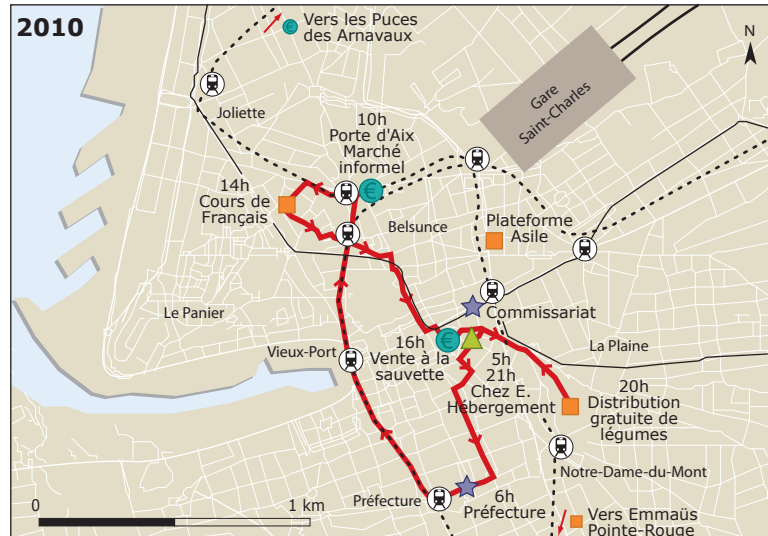 2010
Vers les Puces
des Arnavaux
N
Gare
Saint-Charles
Joliette
10h
Porte d'Aix
Marché
informel
14h
Cours de
Français
Belsunce
Plateforme
Asile
Le Panier
Commissariat
Vieux-Port
16h
Vente à la
sauvette
La Plaine
5h
21h
Chez E.
Hébergement
20h
Distribution
gratuite de
légumes
Notre-Dame-du-Mont
Préfecture
6h
Préfecture
0
1 km
Vers Emmaüs
Pointe-Rouge
€
€
€